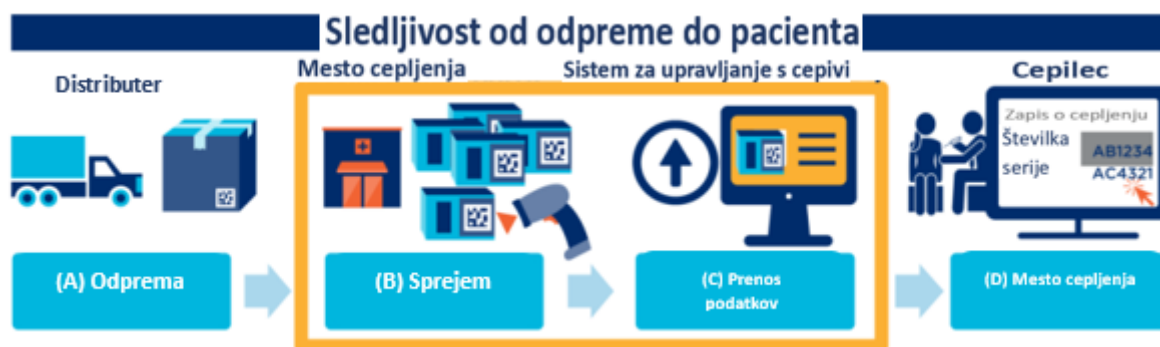 Sledljivost od odpreme do pacienta
Distributer
Mesto cepljenja
Sistem za upravljanje s cepivi
Cepilec
Zapis o cepljenju
Številka
serije
AB1234
AC4321
(A) Odprema
(B) Sprejem
(C) Prenos
podatkov
(D) Mesto cepljenja